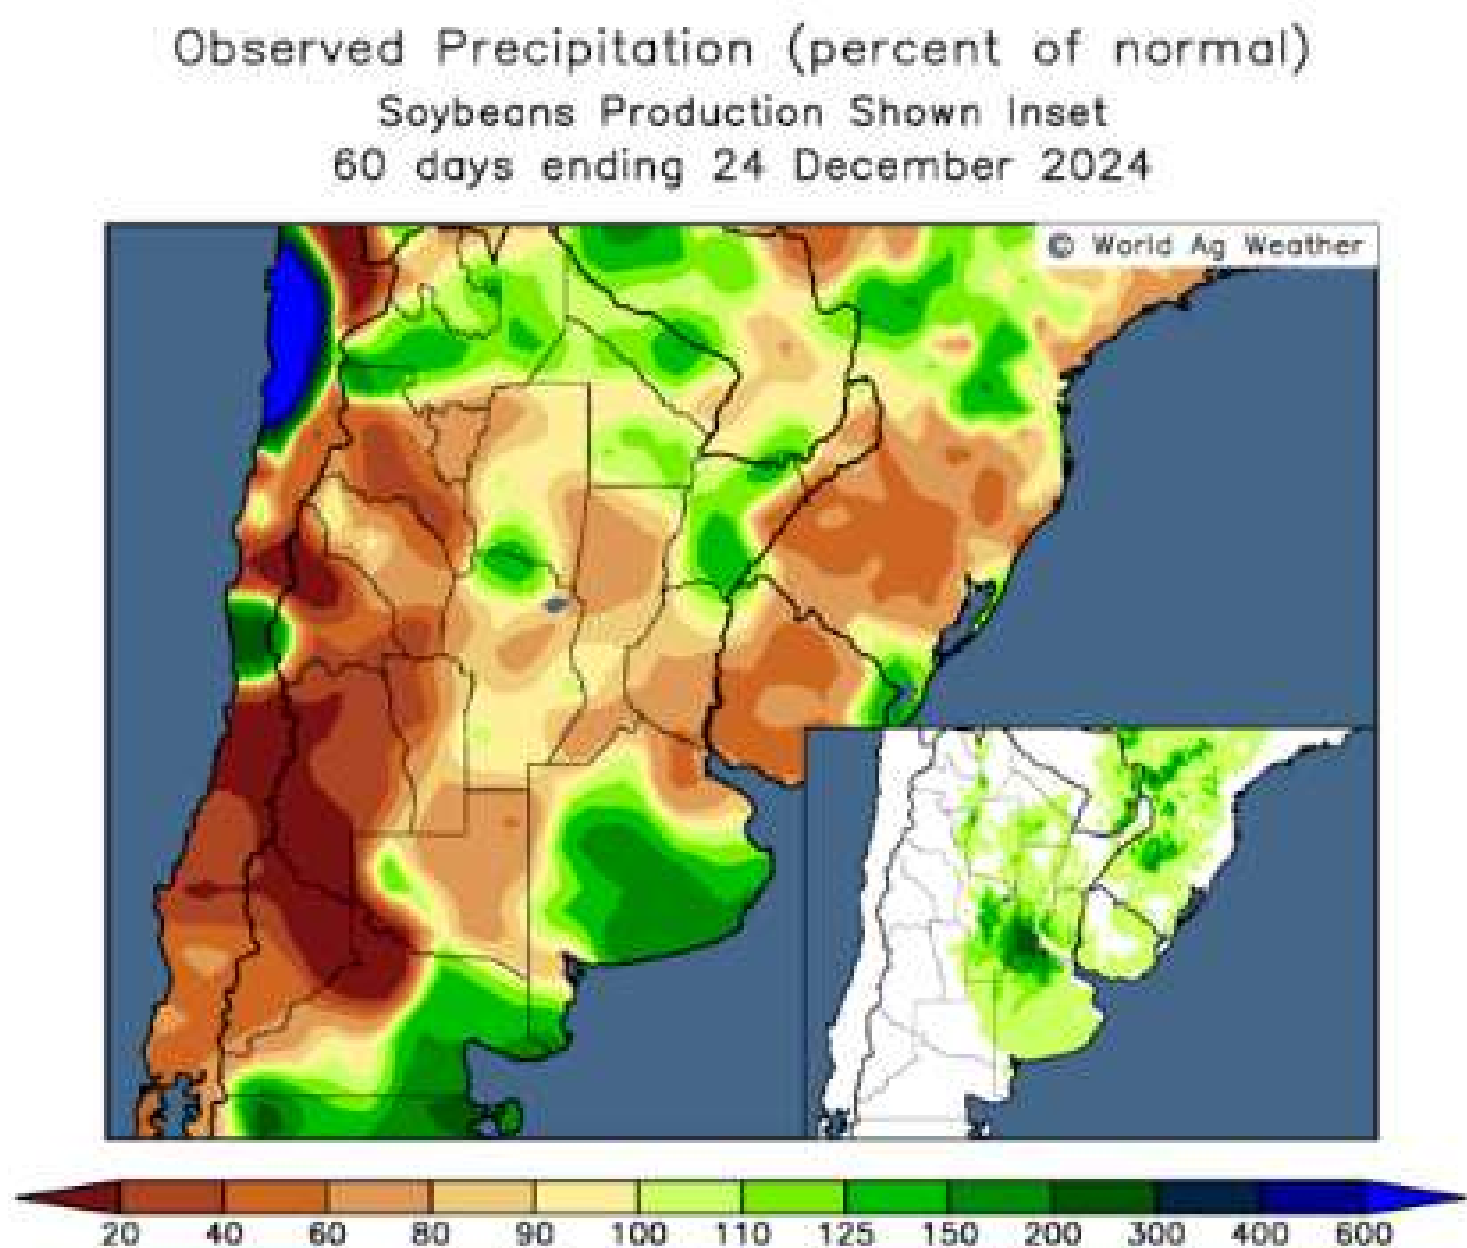 Observed Precipitation (percent of normal)
Soybeans Production Shown Inset
60 days ending 24 December 2024
© World Ag Weather
20 40 60 80 90 100 110 125 150 200 300 400 600